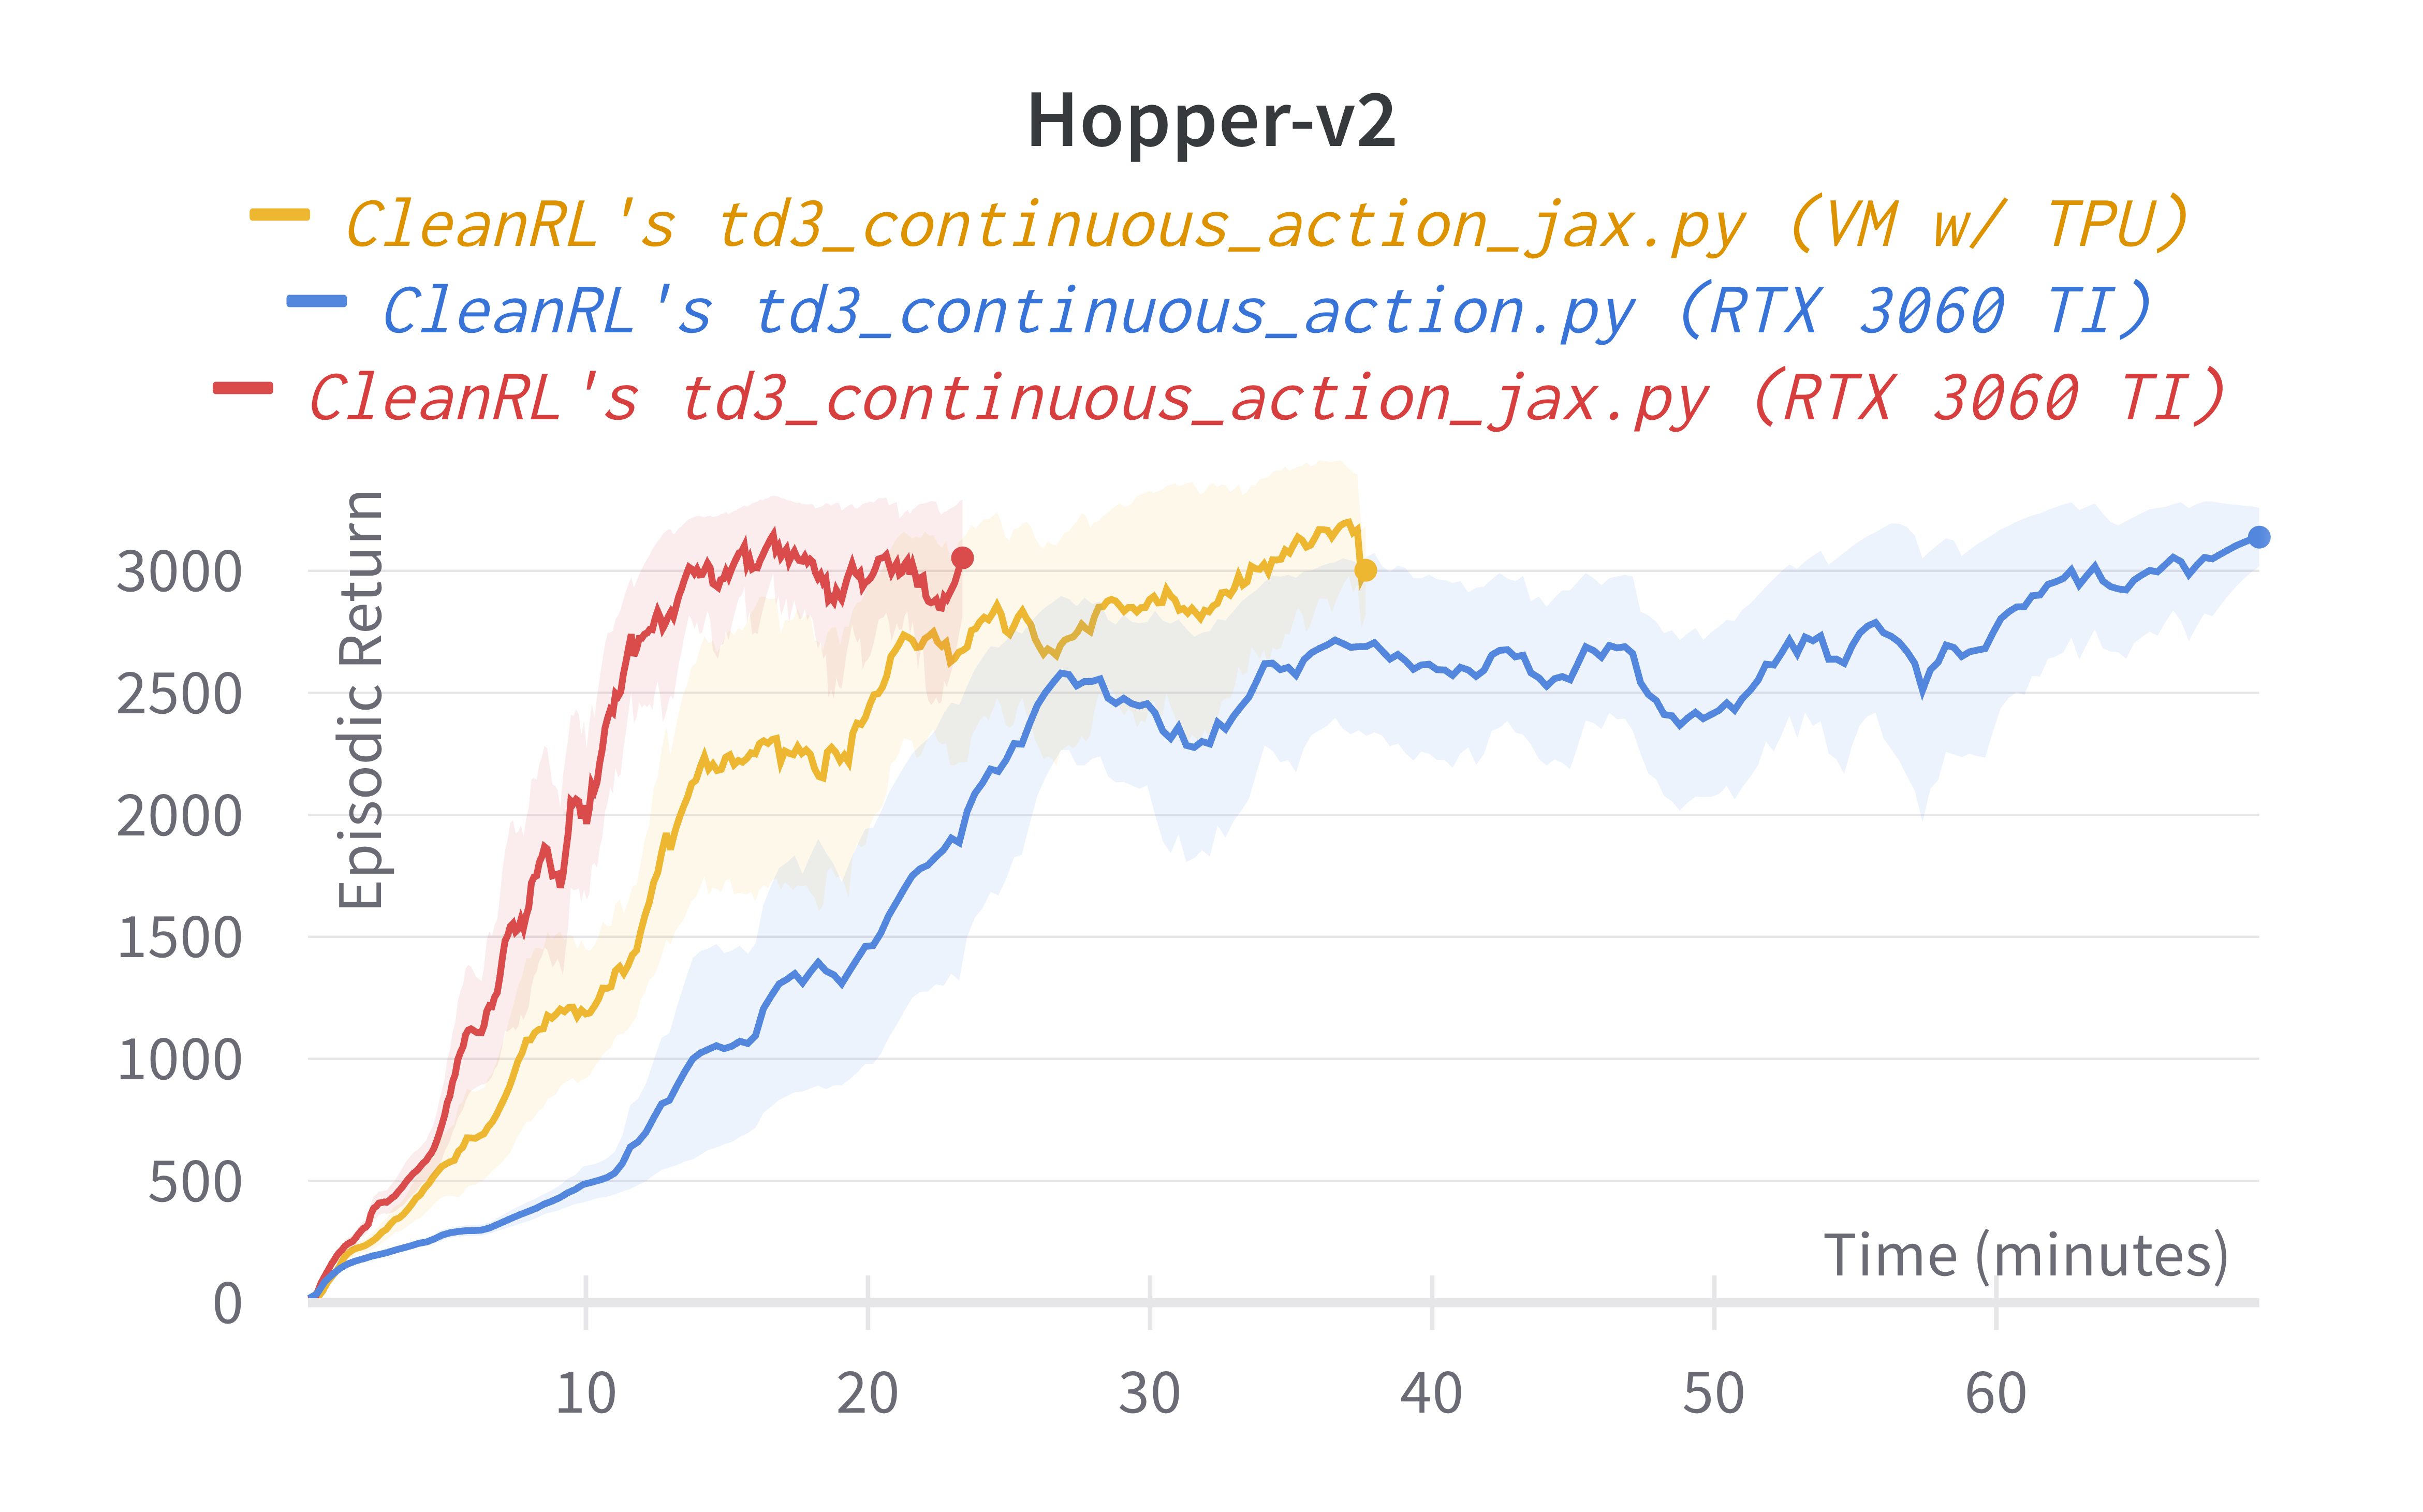 Hopper-v2
CleanRL's td3_continuous_action_jax.py (VM w/ TPU)
CleanRL's td3_continuous_action.py (RTX 3060 TI)
CleanRL's td3_continuous_action_jax.py (RTX 3060 TI)
Episodic Return
3000
2500
2000
1500
1000
500
0
Time (minutes)
10 20 30 40 50 60